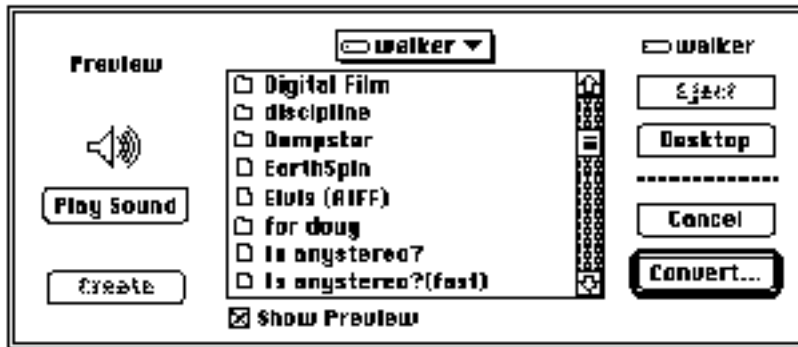 Preview
Play Sound
Create
walker
Digital Film
discipline
Dumpster
EarthSpin
Elvis (AIFF)
for doug
Is anystereo?
Is anystereo?(fast)
Show Preview
walker
Eject
Desktop
Cancel
Convert...